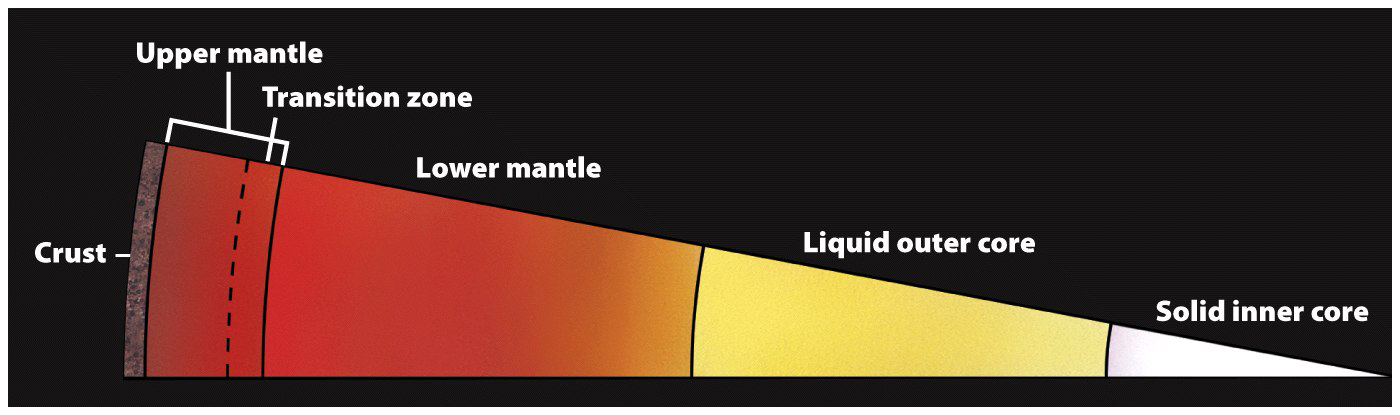 Upper mantle
Transition zone
Lower mantle
Crust
Liquid outer core
Solid inner core